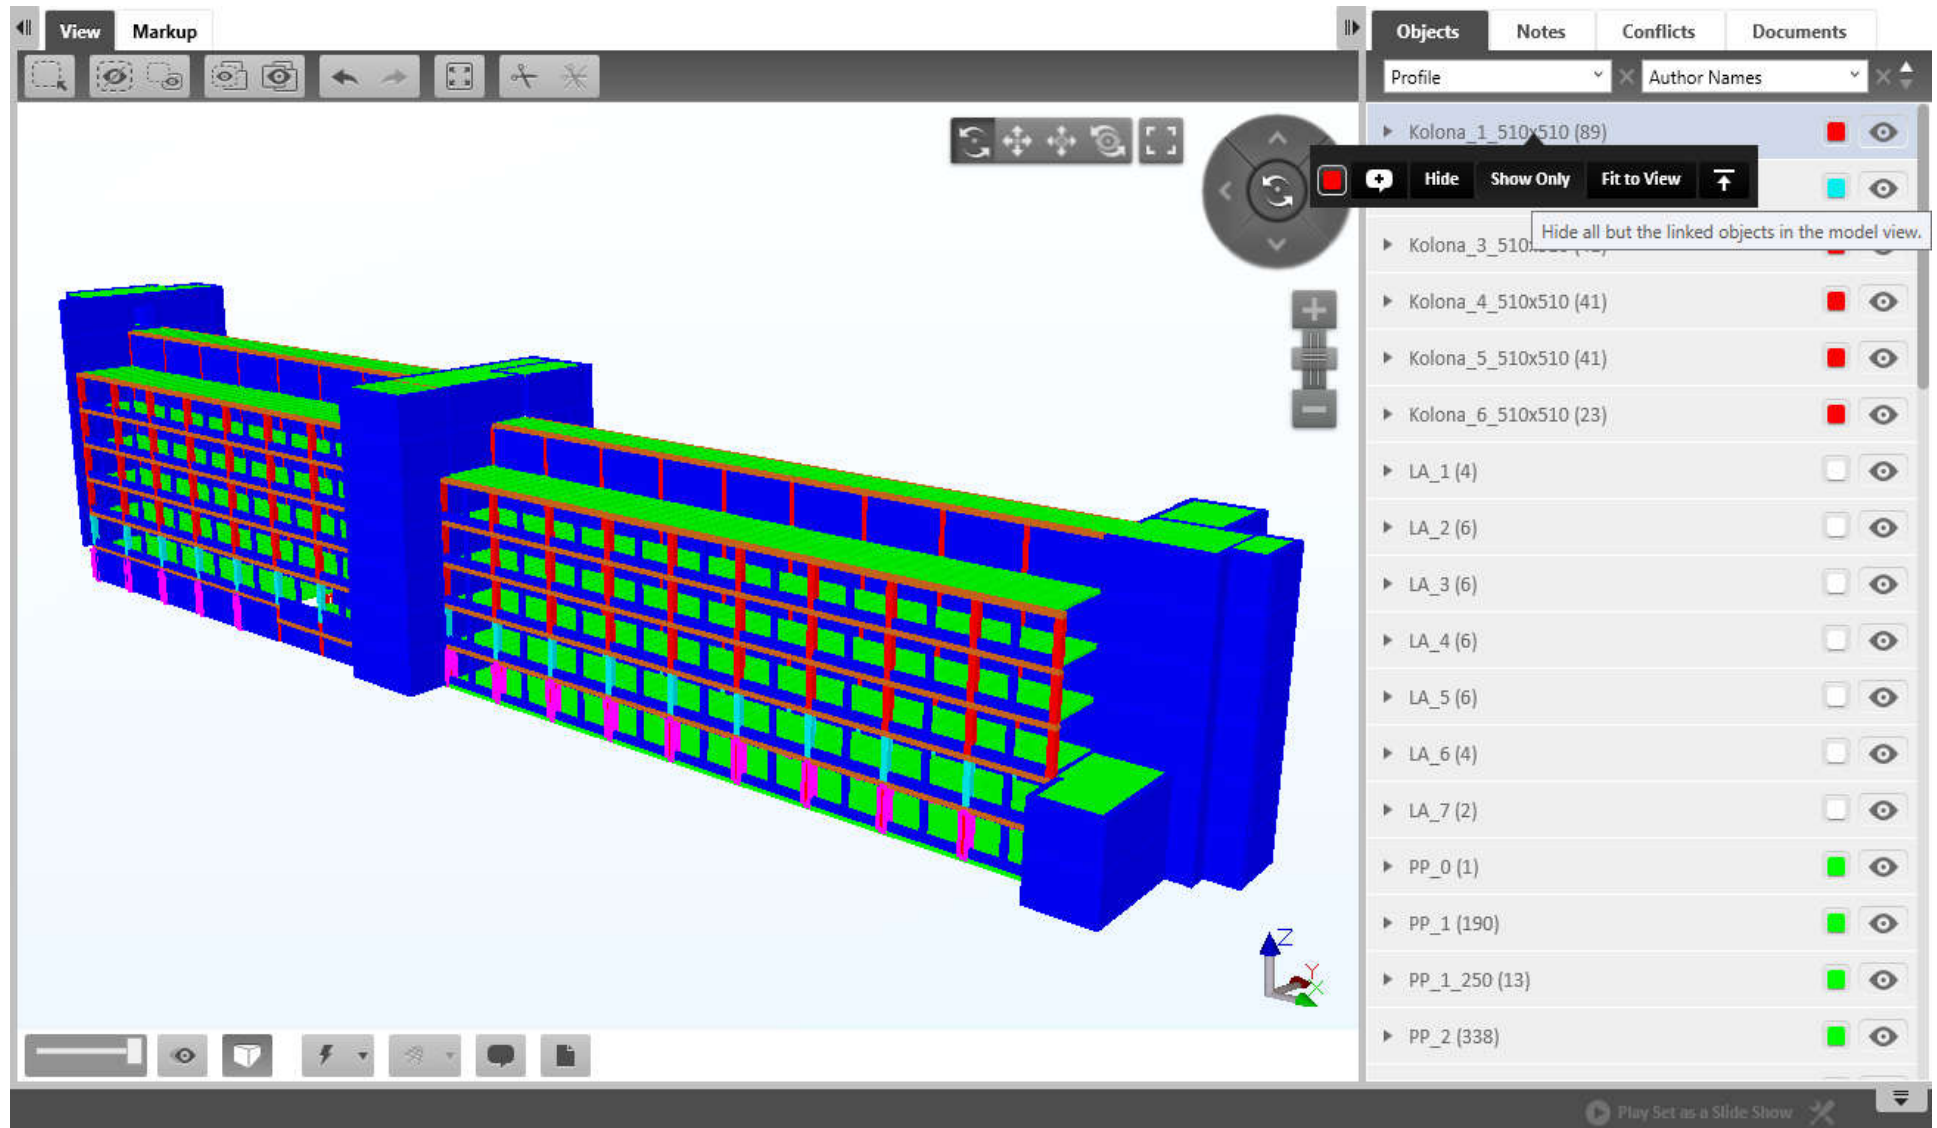 View
Markup
Objects
Notes
Conflicts
Documents
Profile
Author Names
Kolona_1_510x510 (89)
Hide
Show Only
Fit to View
Hide all but the linked objects in the model view.
Kolona_3_510
Kolona_4_510x510 (41)
Kolona_5_510x510 (41)
Kolona_6_510x510 (23)
LA_1 (4)
LA_2 (6)
LA_3 (6)
LA_4 (6)
LA_5 (6)
LA_6 (4)
LA_7 (2)
PP_0 (1)
PP_1 (190)
PP_1_250 (13)
PP_2 (338)
Z
Y
X
Play Set as a Slide Show